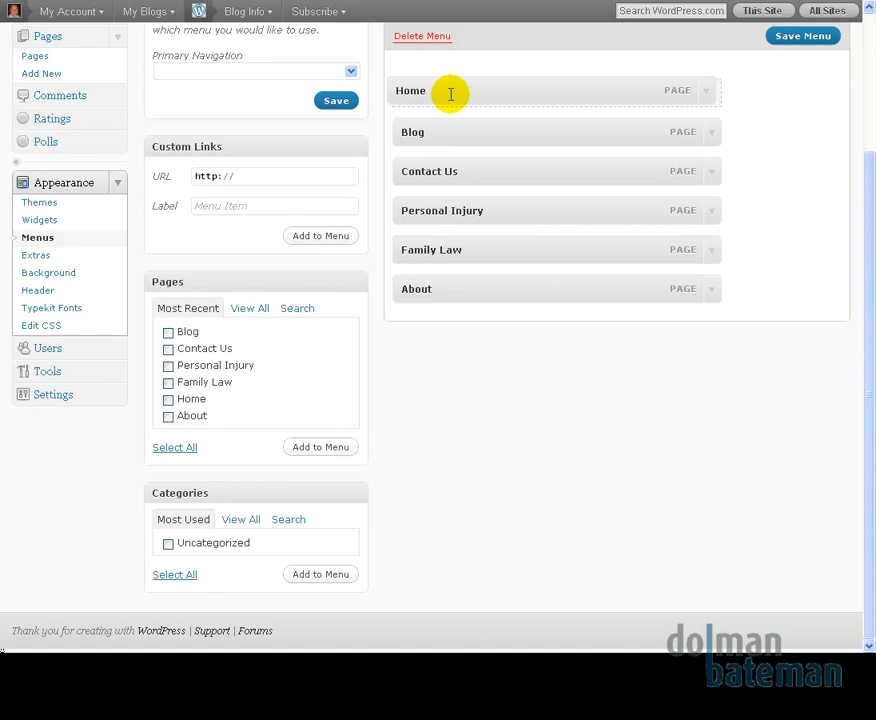 My Account
My Blogs
Blog Info
Subscribe
Search WordPress.com
This Site
All Sites
Pages
Pages
Add New
Comments
Ratings
Polls
Appearance
Themes
Widgets
Menus
Extras
Background
Header
Typekit Fonts
Edit CSS
Users
Tools
Settings
which menu you would like to use.
Primary Navigation
Save
Custom Links
URL http://
Label Menu Item
Add to Menu
Pages
Most Recent View All Search
Blog
Contact Us
Personal Injury
Family Law
Home
About
Select All
Add to Menu
Categories
Most Used View All Search
Uncategorized
Select All
Add to Menu
Delete Menu
Save Menu
Home PAGE
Blog PAGE
Contact Us PAGE
Personal Injury PAGE
Family Law PAGE
About PAGE
Thank you for creating with WordPress | Support | Forums
dolman
bateman